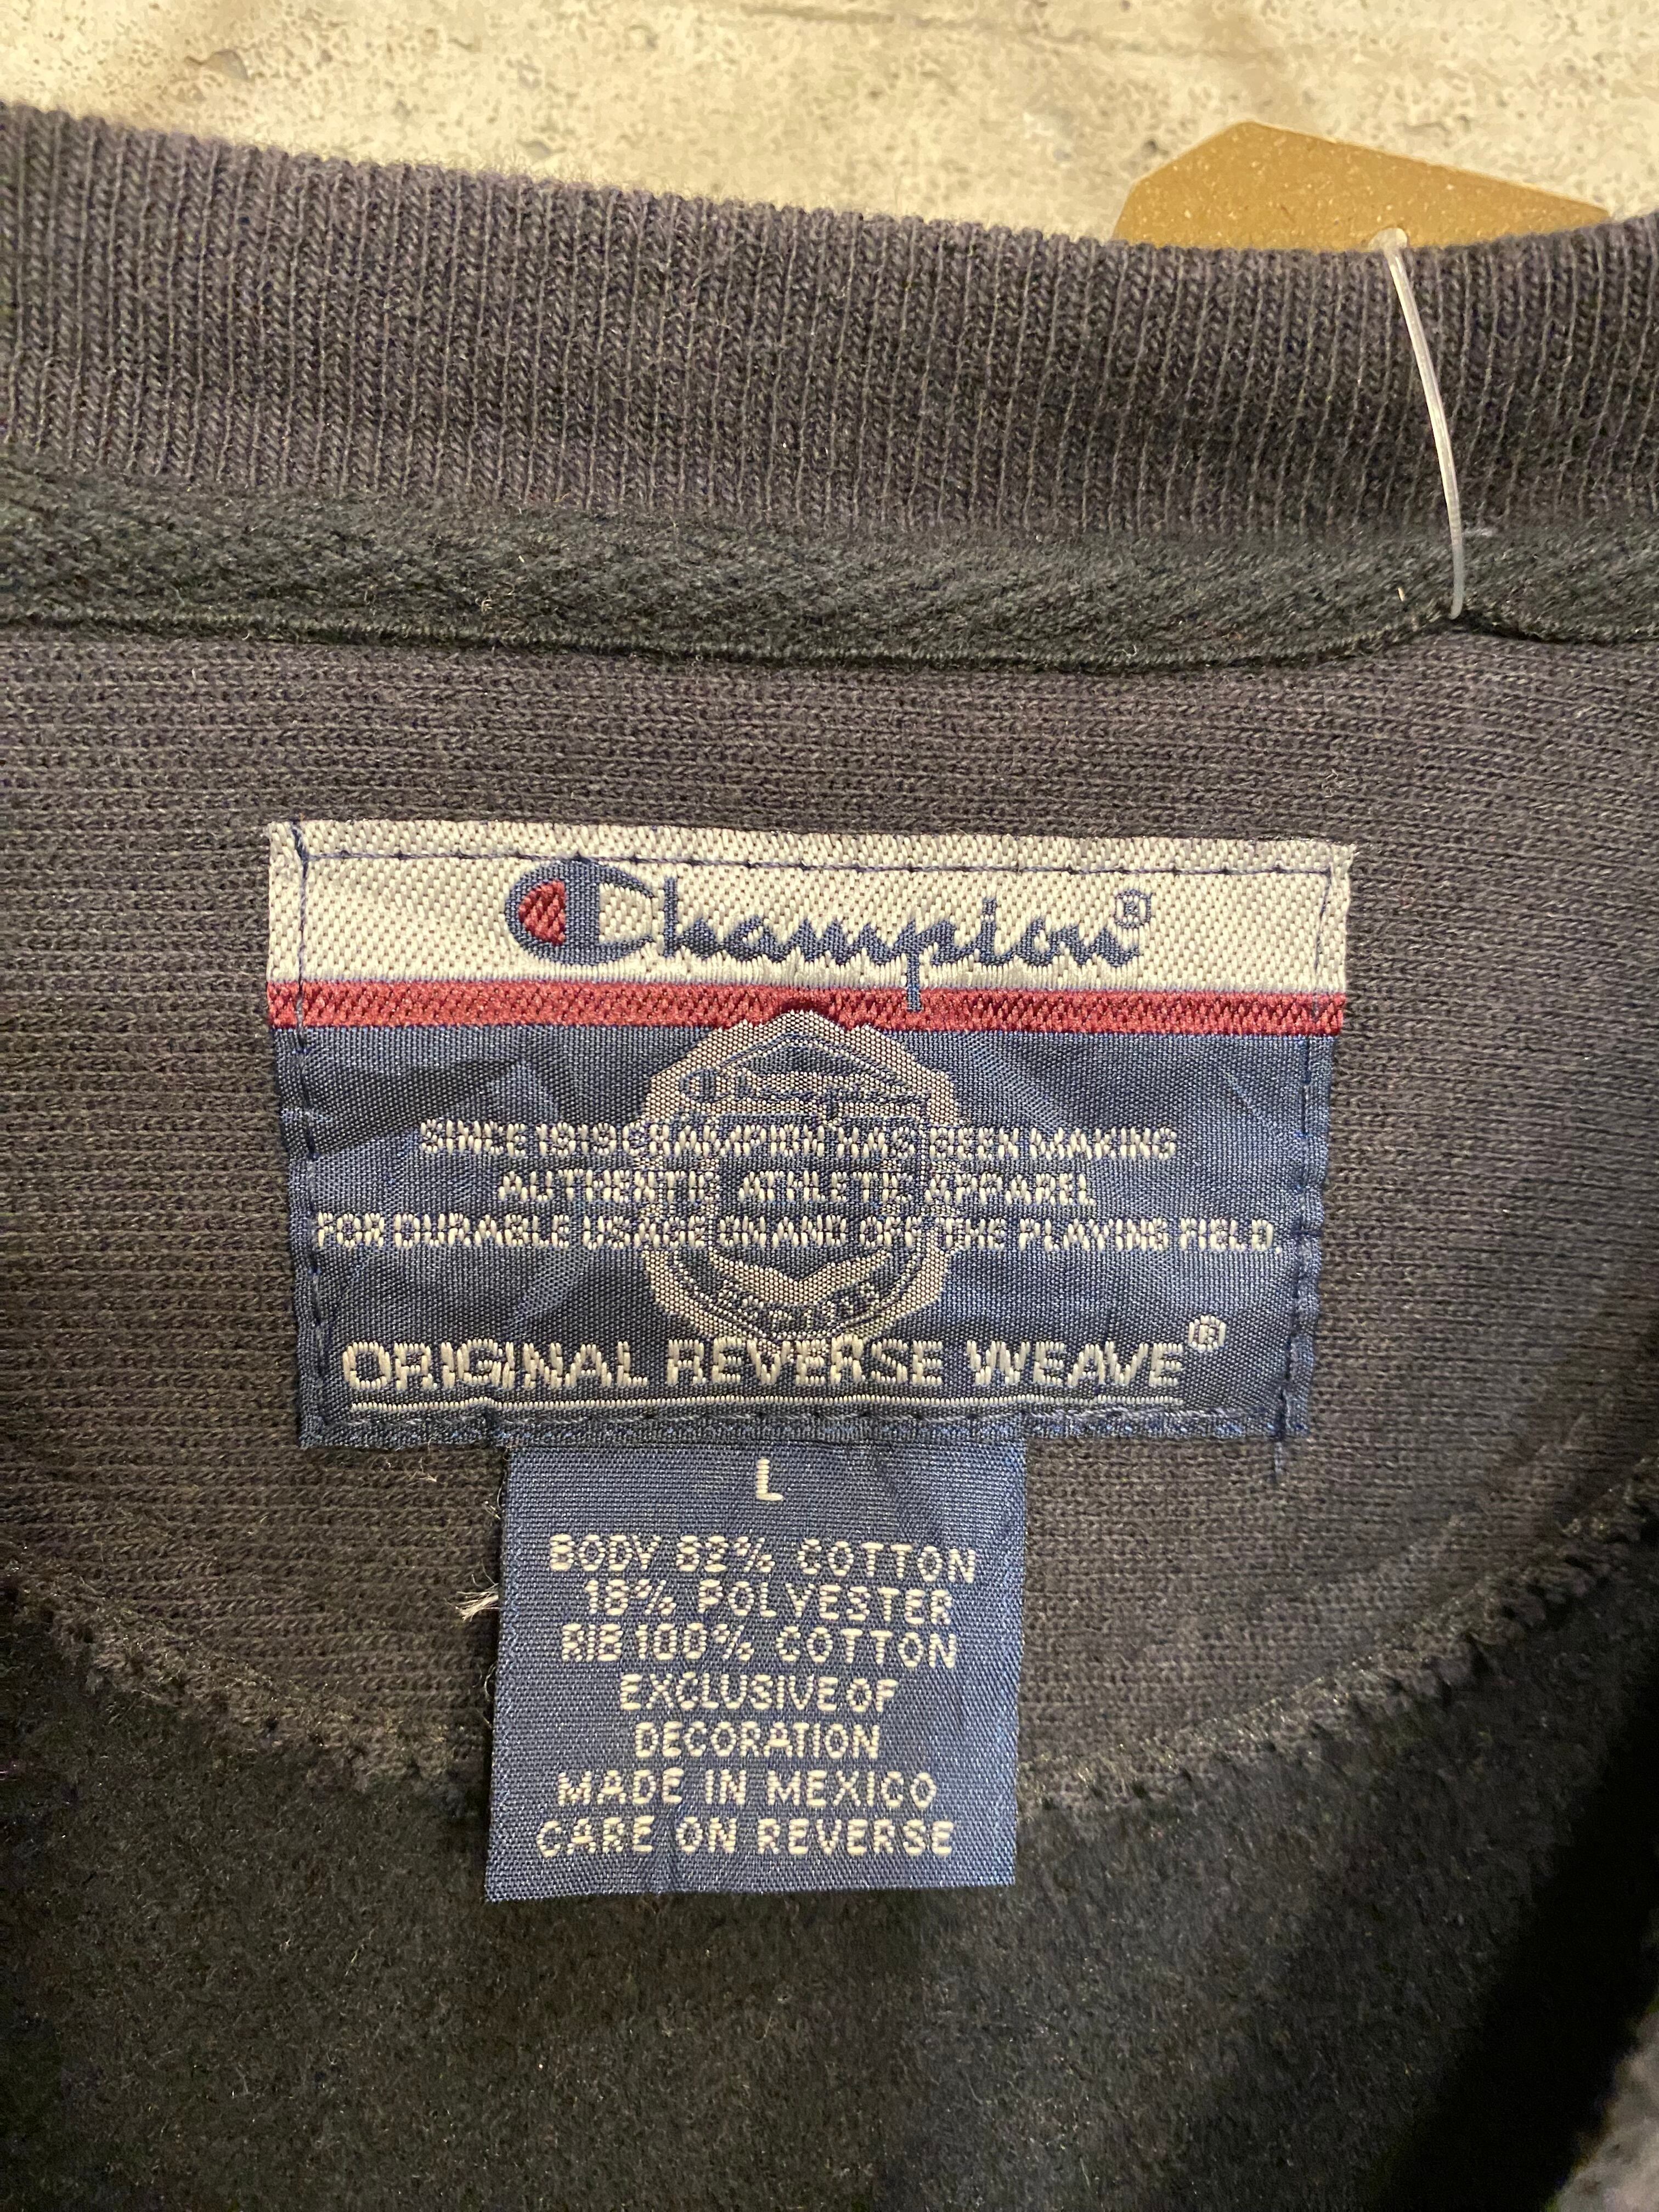 Champion®
Champion
SINCE 1919 CHAMPION HAS BEEN MAKING
AUTHENTIC ATHLETIC APPAREL
FOR DURABLE USAGE ON AND OFF THE PLAYING FIELD.
ORIGINAL REVERSE WEAVE®
L
BODY 82% COTTON
18% POLYESTER
RIB 100% COTTON
EXCLUSIVE OF
DECORATION
MADE IN MEXICO
CARE ON REVERSE